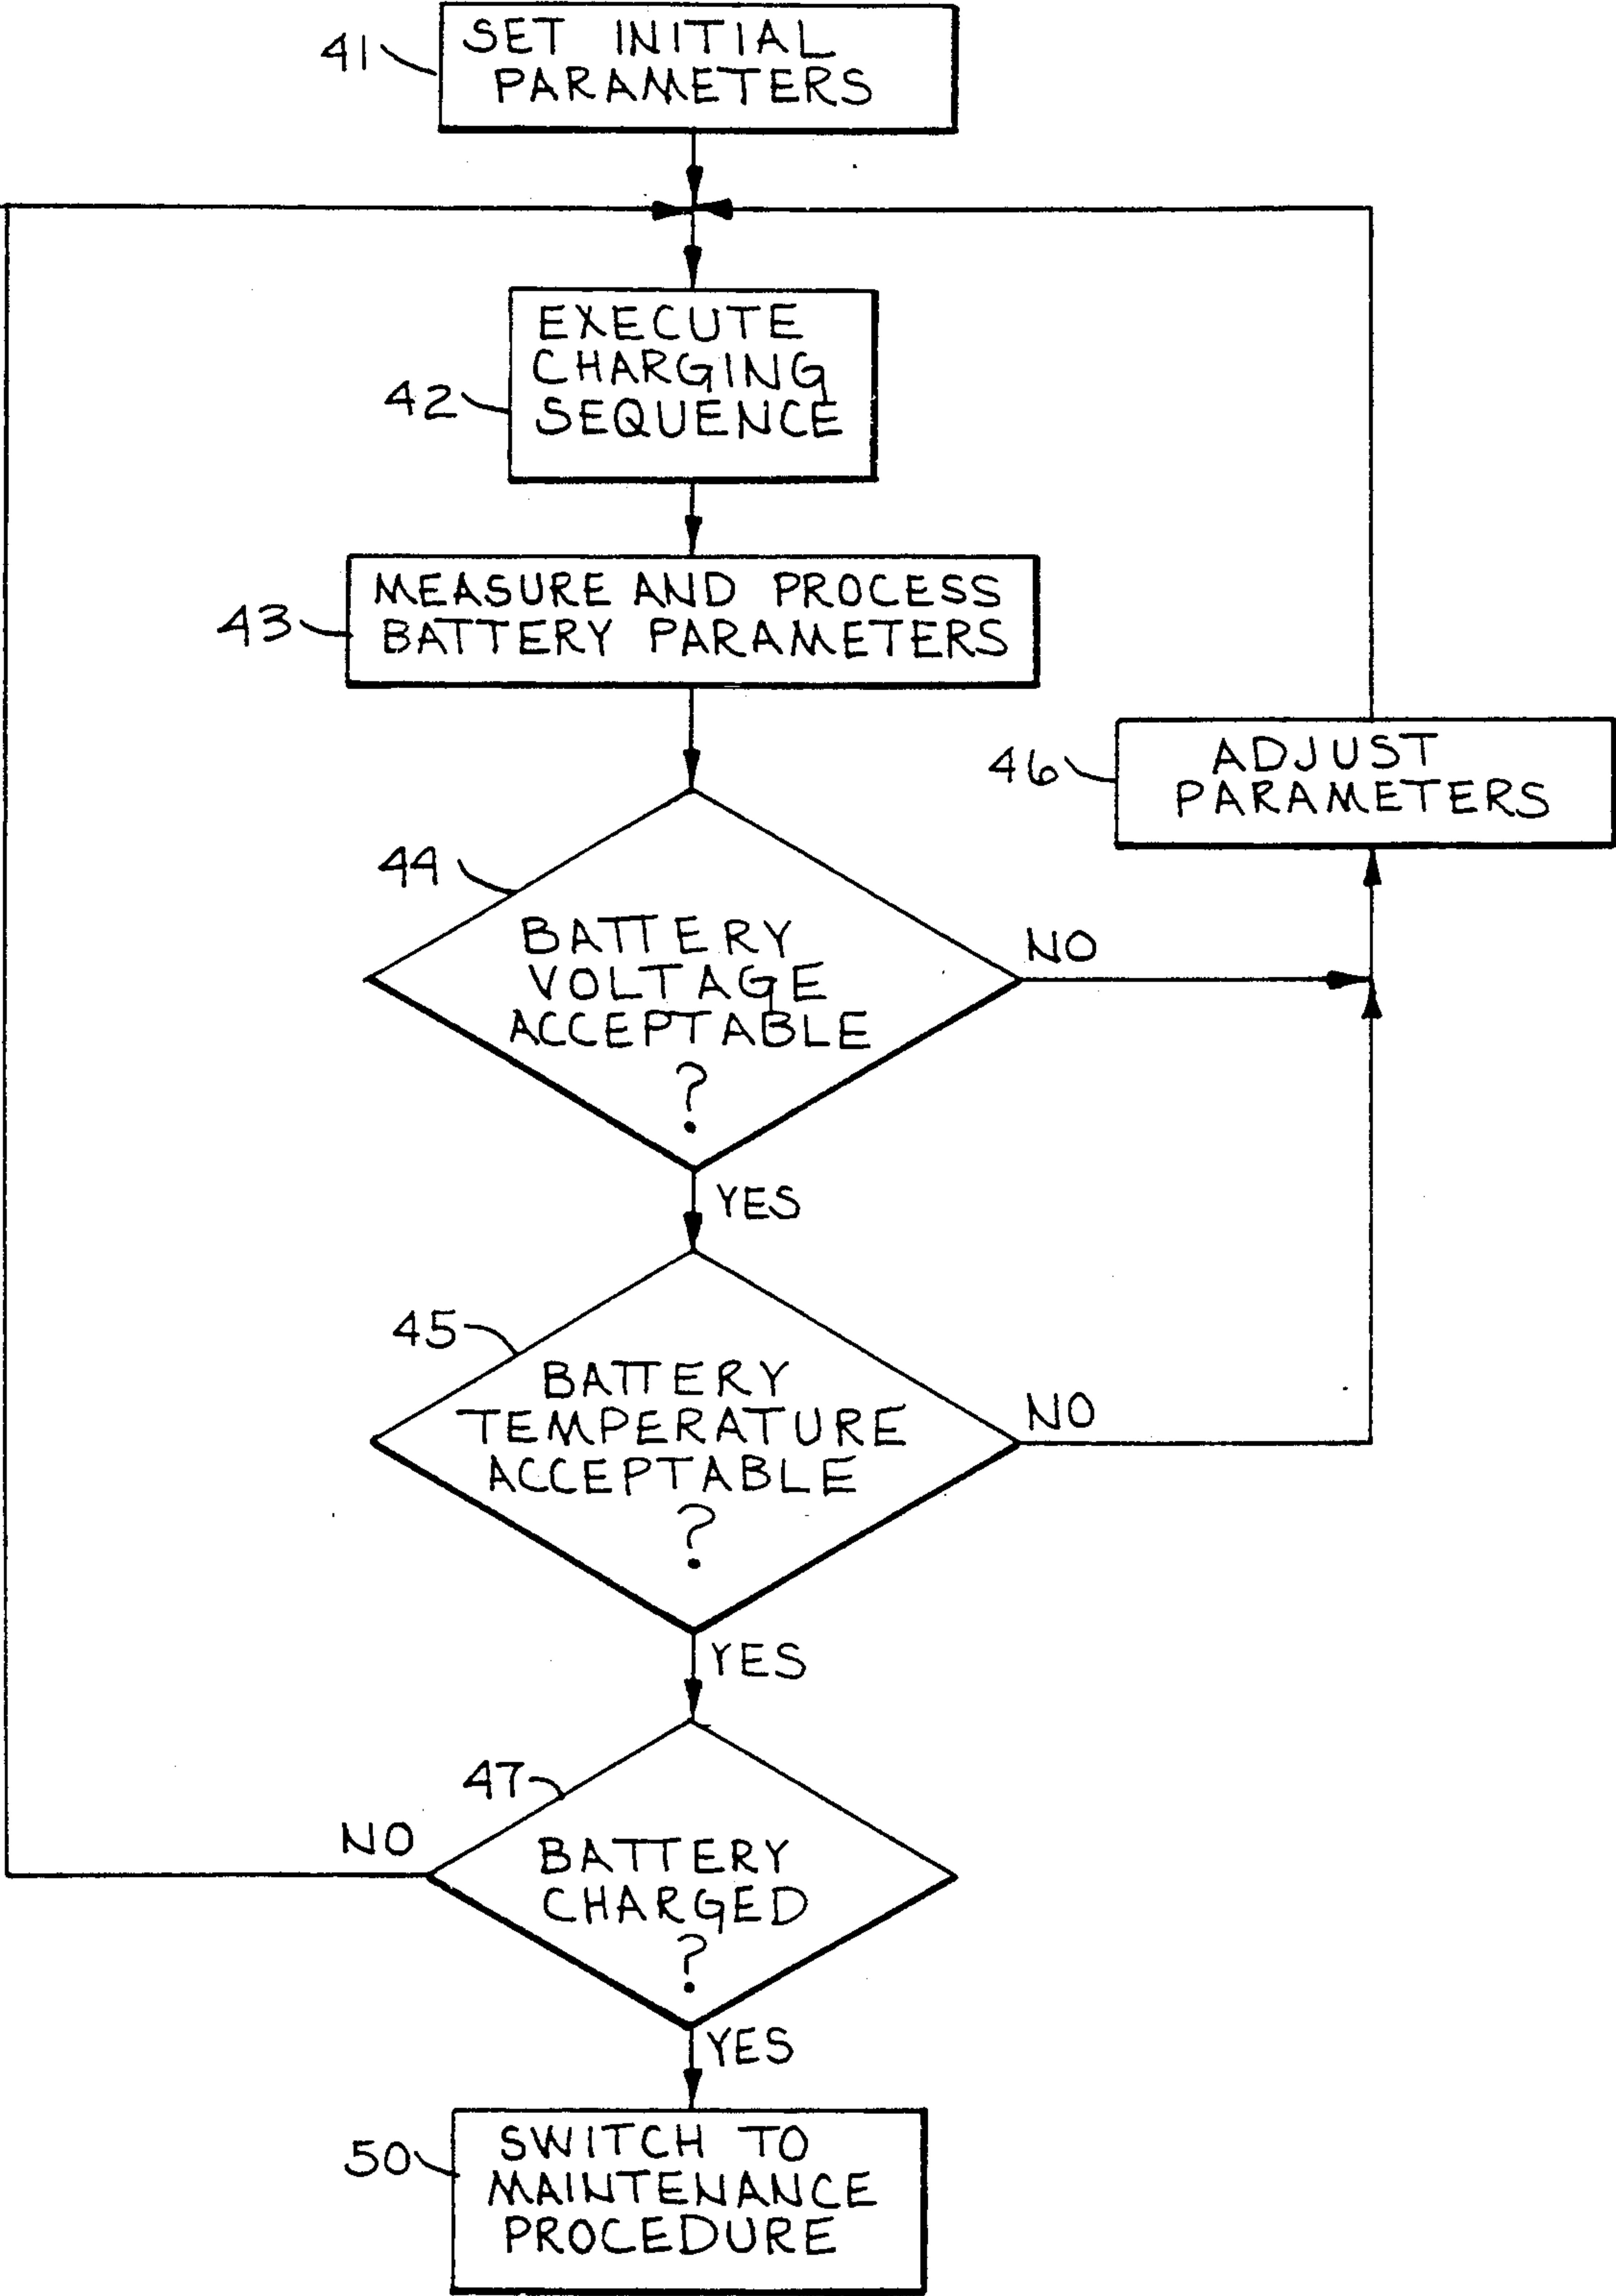 41
SET INITIAL
PARAMETERS
42
EXECUTE
CHARGING
SEQUENCE
43
MEASURE AND PROCESS
BATTERY PARAMETERS
46
ADJUST
PARAMETERS
44
BATTERY
VOLTAGE
ACCEPTABLE
?
NO
YES
45
BATTERY
TEMPERATURE
ACCEPTABLE
?
NO
YES
47
NO
BATTERY
CHARGED
?
YES
50
SWITCH TO
MAINTENANCE
PROCEDURE